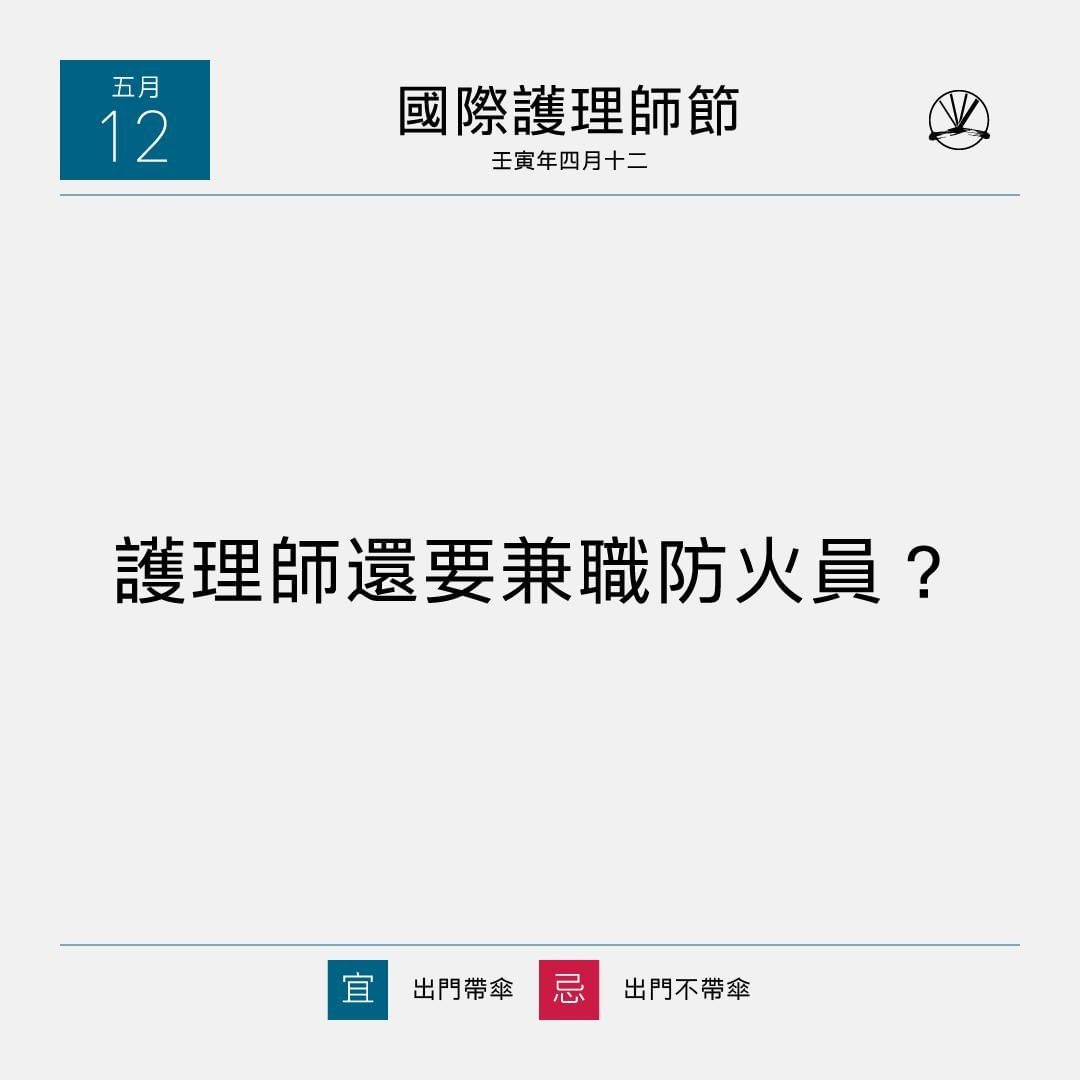 五月
12
國際護理師節
壬寅年四月十二
護理師還要兼職防火員？
宜 出門帶傘 忌 出門不帶傘